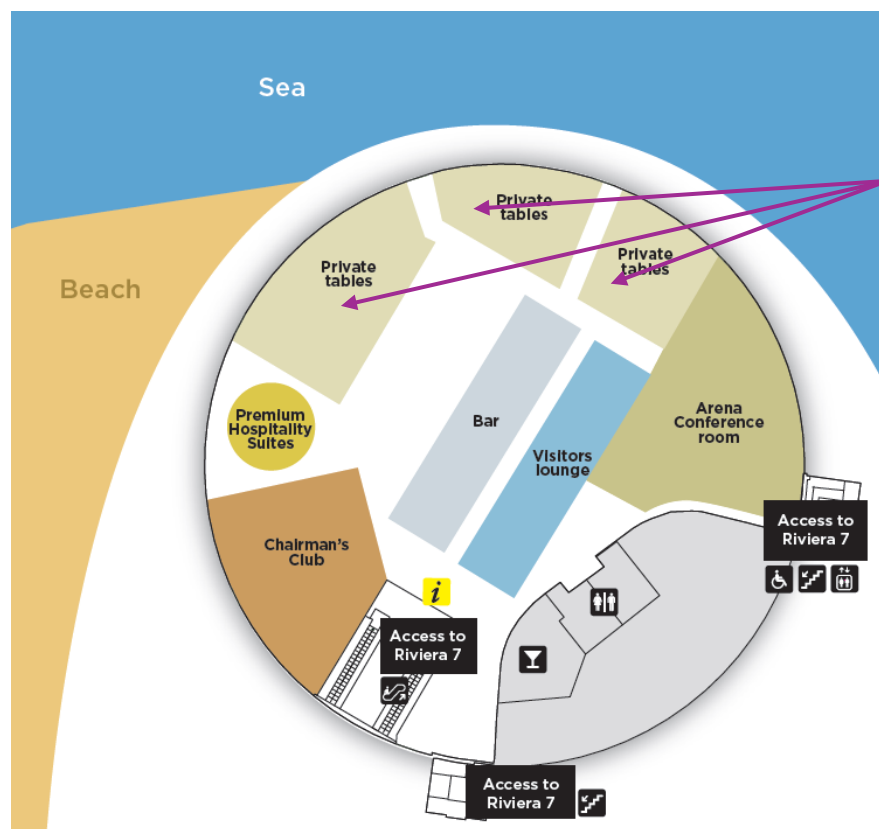 Sea
Private
tables
Private
tables
Private
tables
Beach
Premium
Hospitality
Suites
Bar
Arena
Conference
room
Visitors
lounge
Chairman's
Club
Access to
Riviera 7
i
Access to
Riviera 7
Access to
Riviera 7